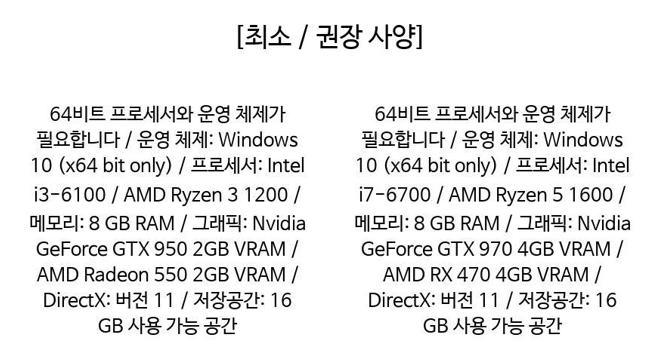 [최소 / 권장 사양]
64비트 프로세서와 운영 체제가
필요합니다 / 운영 체제: Windows
10 (x64 bit only) / 프로세서: Intel
i3-6100 / AMD Ryzen 3 1200 /
메모리: 8 GB RAM / 그래픽: Nvidia
GeForce GTX 950 2GB VRAM /
AMD Radeon 550 2GB VRAM /
DirectX: 버전 11 / 저장공간: 16
GB 사용 가능 공간
64비트 프로세서와 운영 체제가
필요합니다 / 운영 체제: Windows
10 (x64 bit only) / 프로세서: Intel
i7-6700 / AMD Ryzen 5 1600 /
메모리: 8 GB RAM / 그래픽: Nvidia
GeForce GTX 970 4GB VRAM /
AMD RX 470 4GB VRAM /
DirectX: 버전 11 / 저장공간: 16
GB 사용 가능 공간